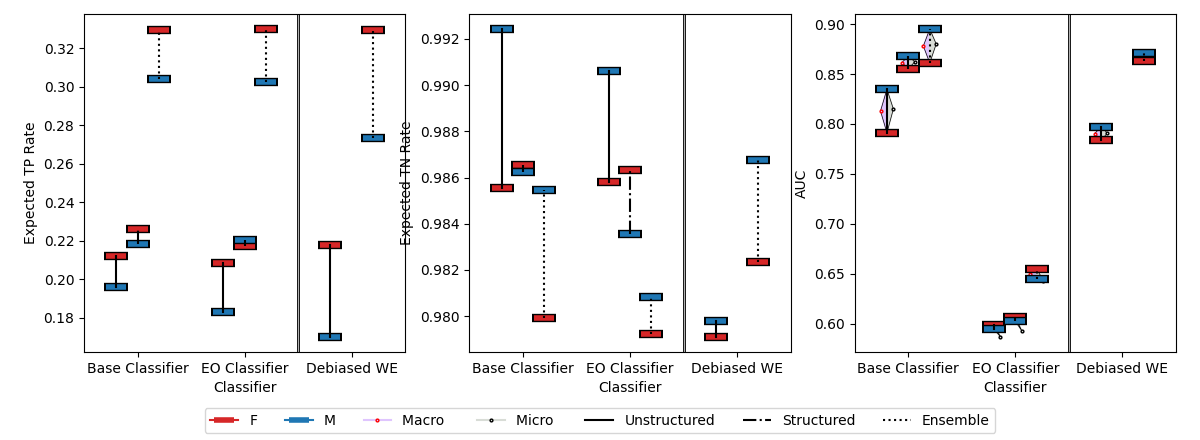 Expected TP Rate
0.32
0.30
0.28
0.26
0.24
0.22
0.20
0.18
Base Classifier
EO Classifier
Debiased WE
Classifier
Expected TN Rate
0.992
0.990
0.988
0.986
0.984
0.982
0.980
Base Classifier
EO Classifier
Debiased WE
Classifier
AUC
0.90
0.85
0.80
0.75
0.70
0.65
0.60
Base Classifier
EO Classifier
Debiased WE
Classifier
F M Macro Micro Unstructured Structured Ensemble